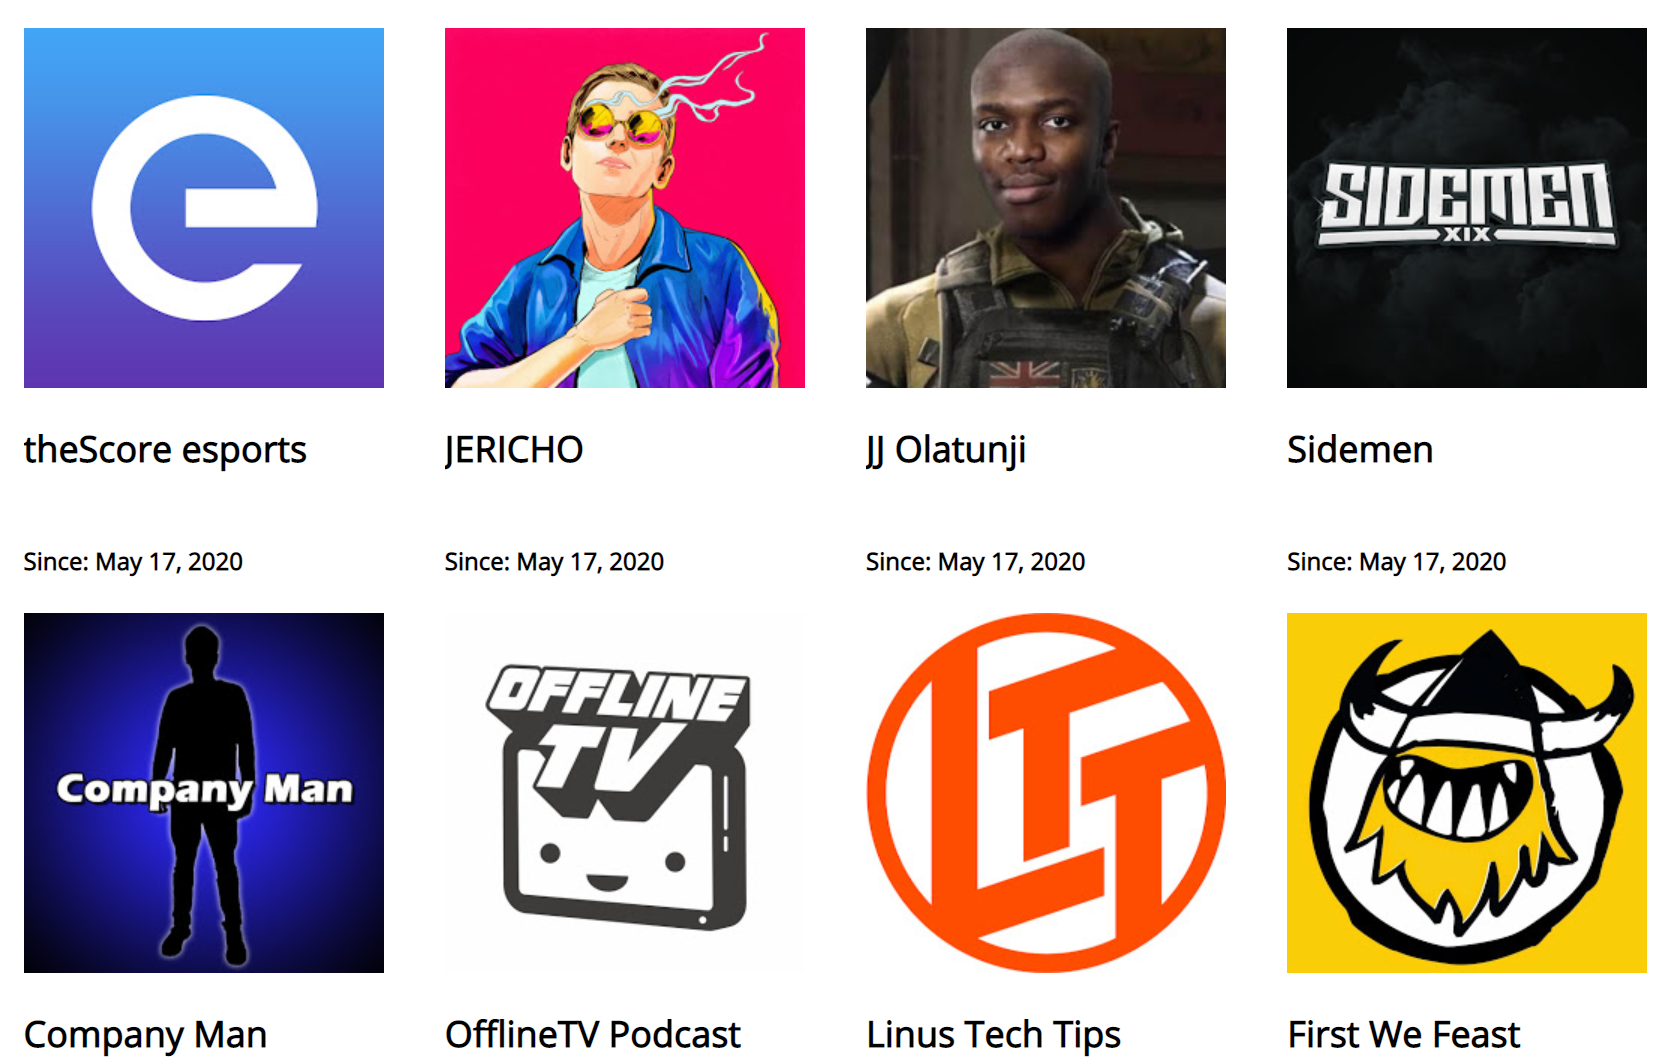 SIDEMEN
XIX
theScore esports
JERICHO
JJ Olatunji
Sidemen
Since: May 17, 2020
Since: May 17, 2020
Since: May 17, 2020
Since: May 17, 2020
Company Man
OFFLINE
TV
LTT
Company Man
OfflineTV Podcast
Linus Tech Tips
First We Feast